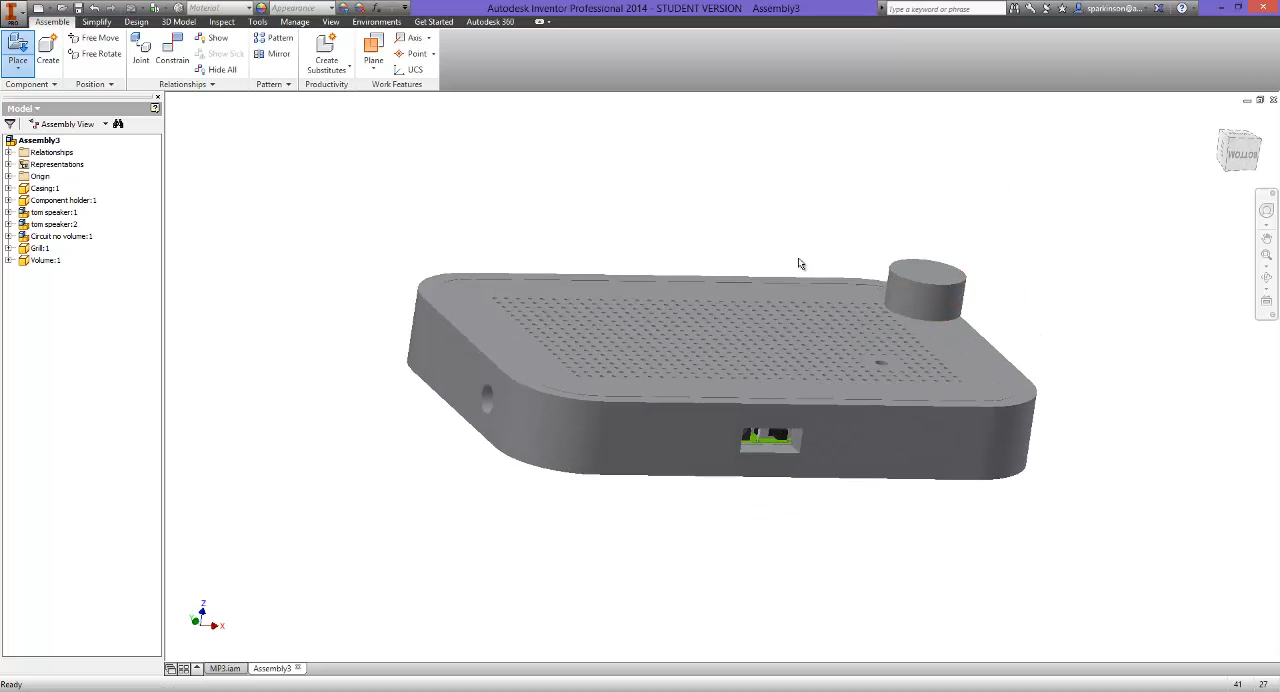 PRO
Material
Appearance
Autodesk Inventor Professional 2014 - STUDENT VERSION Assembly3
Type a keyword or phrase
sparkinson@a...
Assemble Simplify Design 3D Model Inspect Tools Manage View Environments Get Started Autodesk 360
Place
Create
Free Move
Free Rotate
Joint
Constrain
Show
Show Sick
Hide All
Pattern
Mirror
Create
Substitutes
Plane
Axis
Point
UCS
Component Position Relationships Pattern Productivity Work Features
Model
Assembly View
Assembly3
Relationships
Representations
Origin
Casing:1
Component holder:1
tom speaker:1
tom speaker:2
Circuit no volume:1
Grill:1
Volume:1
BOTTOM
Z
Y
X
MP3.iam Assembly3
Ready
41 27